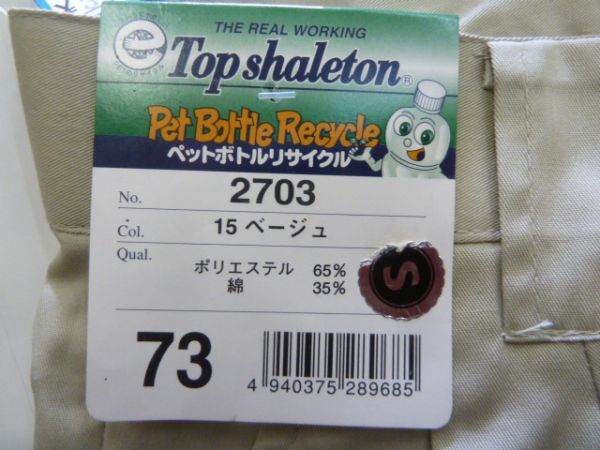 THE REAL WORKING
Topshaleton®
Pet Bottle Recycle
ペットボトルリサイクル
No. 2703
Col. 15 ベージュ
Qual.
ポリエステル 65%
綿 35%
S
73
4 940375 289685